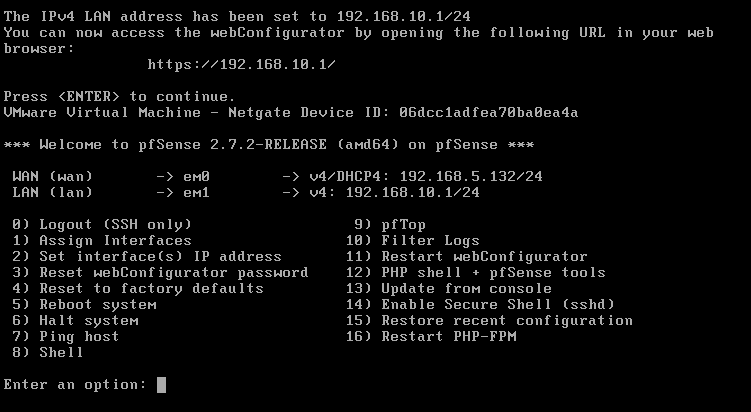 The IPv4 LAN address has been set to 192.168.10.1/24
You can now access the webConfigurator by opening the following URL in your web
browser:
https://192.168.10.1/
Press <ENTER> to continue.
VMware Virtual Machine - Netgate Device ID: 06dcc1adfea70ba0ea4a
*** Welcome to pfSense 2.7.2-RELEASE (amd64) on pfSense ***
WAN (wan) -> em0 -> v4/DHCP4: 192.168.5.132/24
LAN (lan) -> em1 -> v4: 192.168.10.1/24
0) Logout (SSH only) 9) pfTop
1) Assign Interfaces 10) Filter Logs
2) Set interface(s) IP address 11) Restart webConfigurator
3) Reset webConfigurator password 12) PHP shell + pfSense tools
4) Reset to factory defaults 13) Update from console
5) Reboot system 14) Enable Secure Shell (sshd)
6) Halt system 15) Restore recent configuration
7) Ping host 16) Restart PHP-FPM
8) Shell
Enter an option: